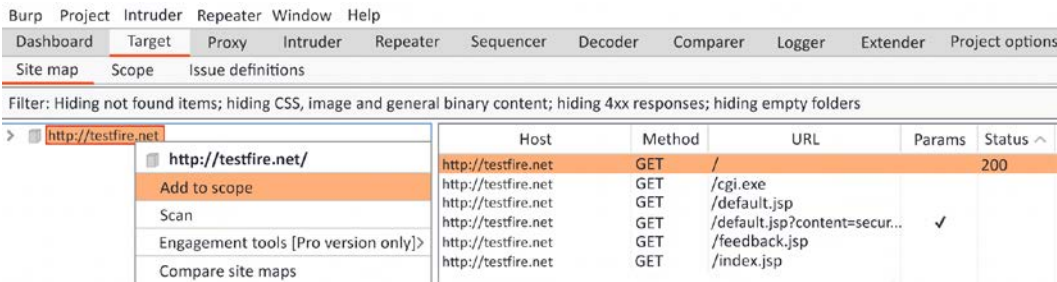 Burp Project Intruder Repeater Window Help
Dashboard Target Proxy Intruder Repeater Sequencer Decoder Comparer Logger Extender Project options
Site map Scope Issue definitions
Filter: Hiding not found items; hiding CSS, image and general binary content; hiding 4xx responses; hiding empty folders
> http://testfire.net
http://testfire.net/
Add to scope
Scan
Engagement tools [Pro version only]>
Compare site maps
Host Method URL Params Status
http://testfire.net GET / 200
http://testfire.net GET /cgi.exe
http://testfire.net GET /default.jsp
http://testfire.net GET /default.jsp?content=secur... ✓
http://testfire.net GET /feedback.jsp
http://testfire.net GET /index.jsp